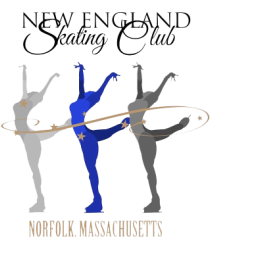 NEW ENGLAND
Skating Club
NORFOLK, MASSACHUSETTS